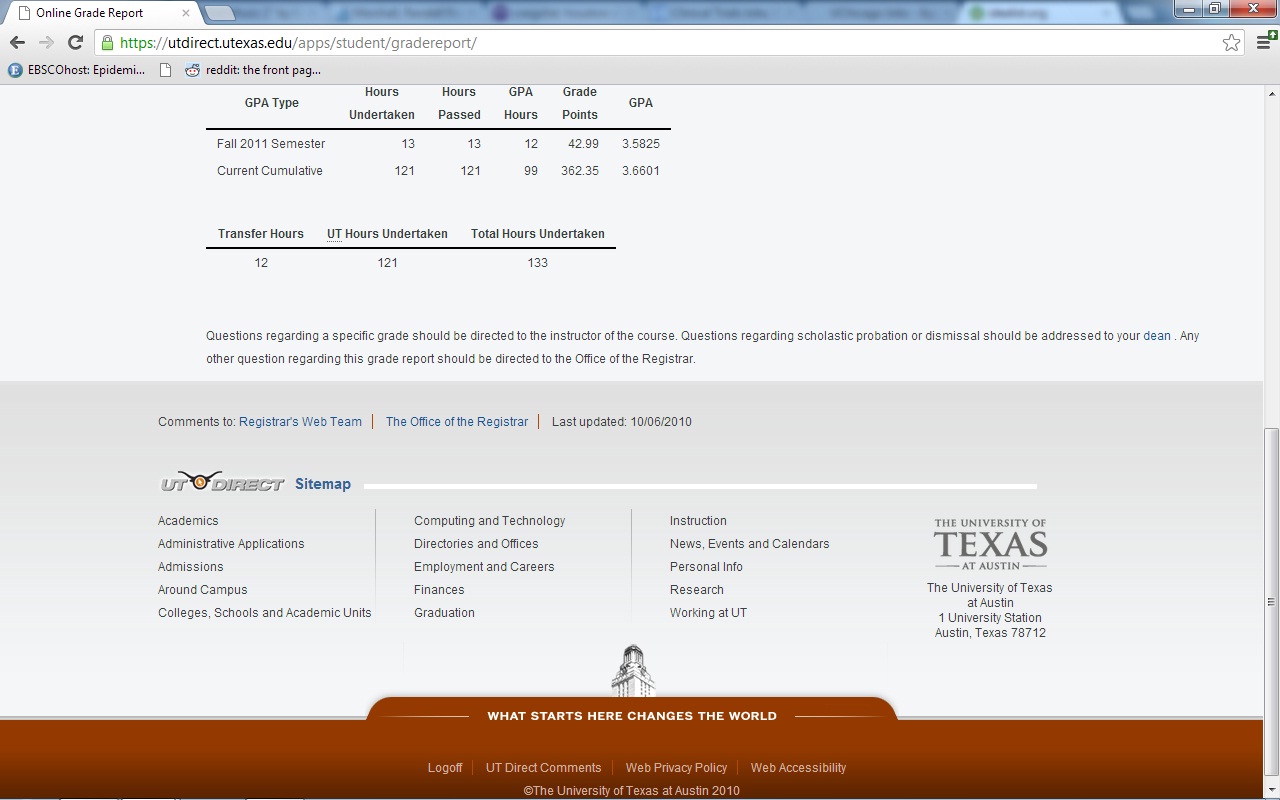 Online Grade Report
https://utdirect.utexas.edu/apps/student/gradereport/
EBSCOhost: Epidemi... reddit: the front pag...
GPA Type Hours Undertaken Hours Passed GPA Hours Grade Points GPA
Fall 2011 Semester 13 13 12 42.99 3.5825
Current Cumulative 121 121 99 362.35 3.6601
Transfer Hours UT Hours Undertaken Total Hours Undertaken
12 121 133
Questions regarding a specific grade should be directed to the instructor of the course. Questions regarding scholastic probation or dismissal should be addressed to your dean . Any
other question regarding this grade report should be directed to the Office of the Registrar.
Comments to: Registrar's Web Team The Office of the Registrar Last updated: 10/06/2010
UT DIRECT Sitemap
Academics
Administrative Applications
Admissions
Around Campus
Colleges, Schools and Academic Units
Computing and Technology
Directories and Offices
Employment and Careers
Finances
Graduation
Instruction
News, Events and Calendars
Personal Info
Research
Working at UT
THE UNIVERSITY OF
TEXAS
AT AUSTIN
The University of Texas
at Austin
1 University Station
Austin, Texas 78712
WHAT STARTS HERE CHANGES THE WORLD
Logoff UT Direct Comments Web Privacy Policy Web Accessibility
©The University of Texas at Austin 2010